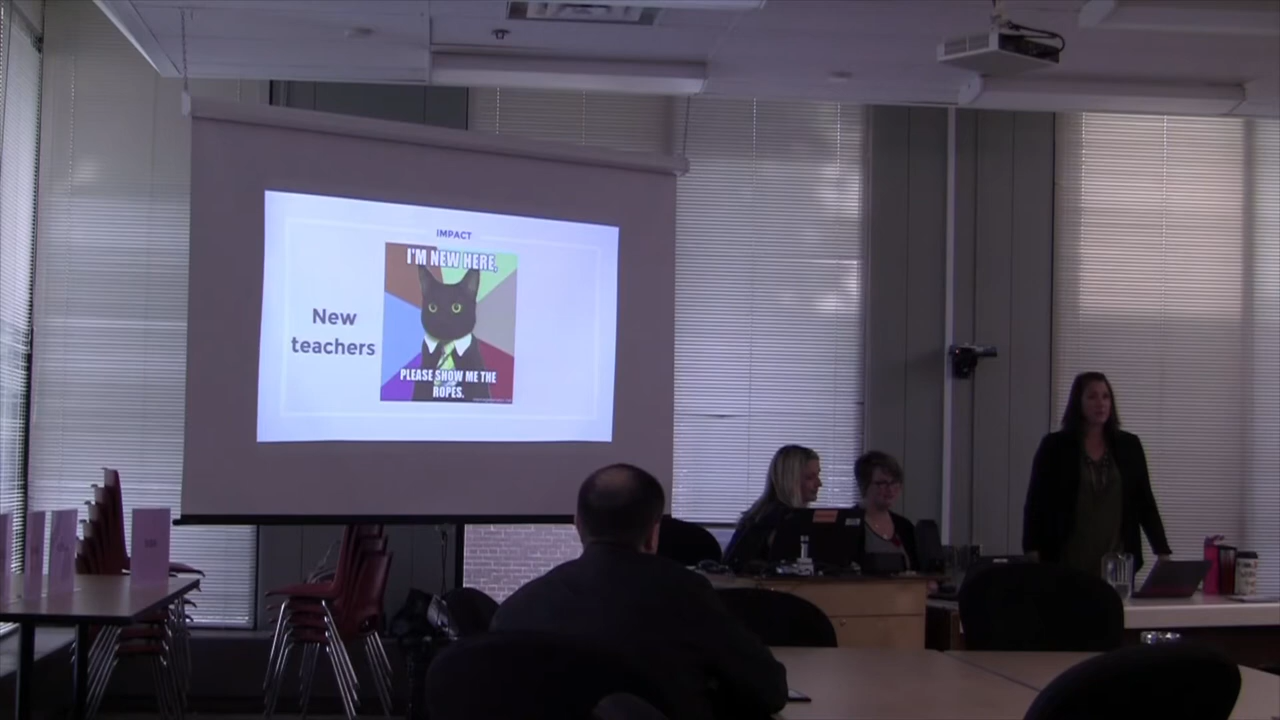 IMPACT
I'M NEW HERE,
New
teachers
PLEASE SHOW ME THE
ROPES.